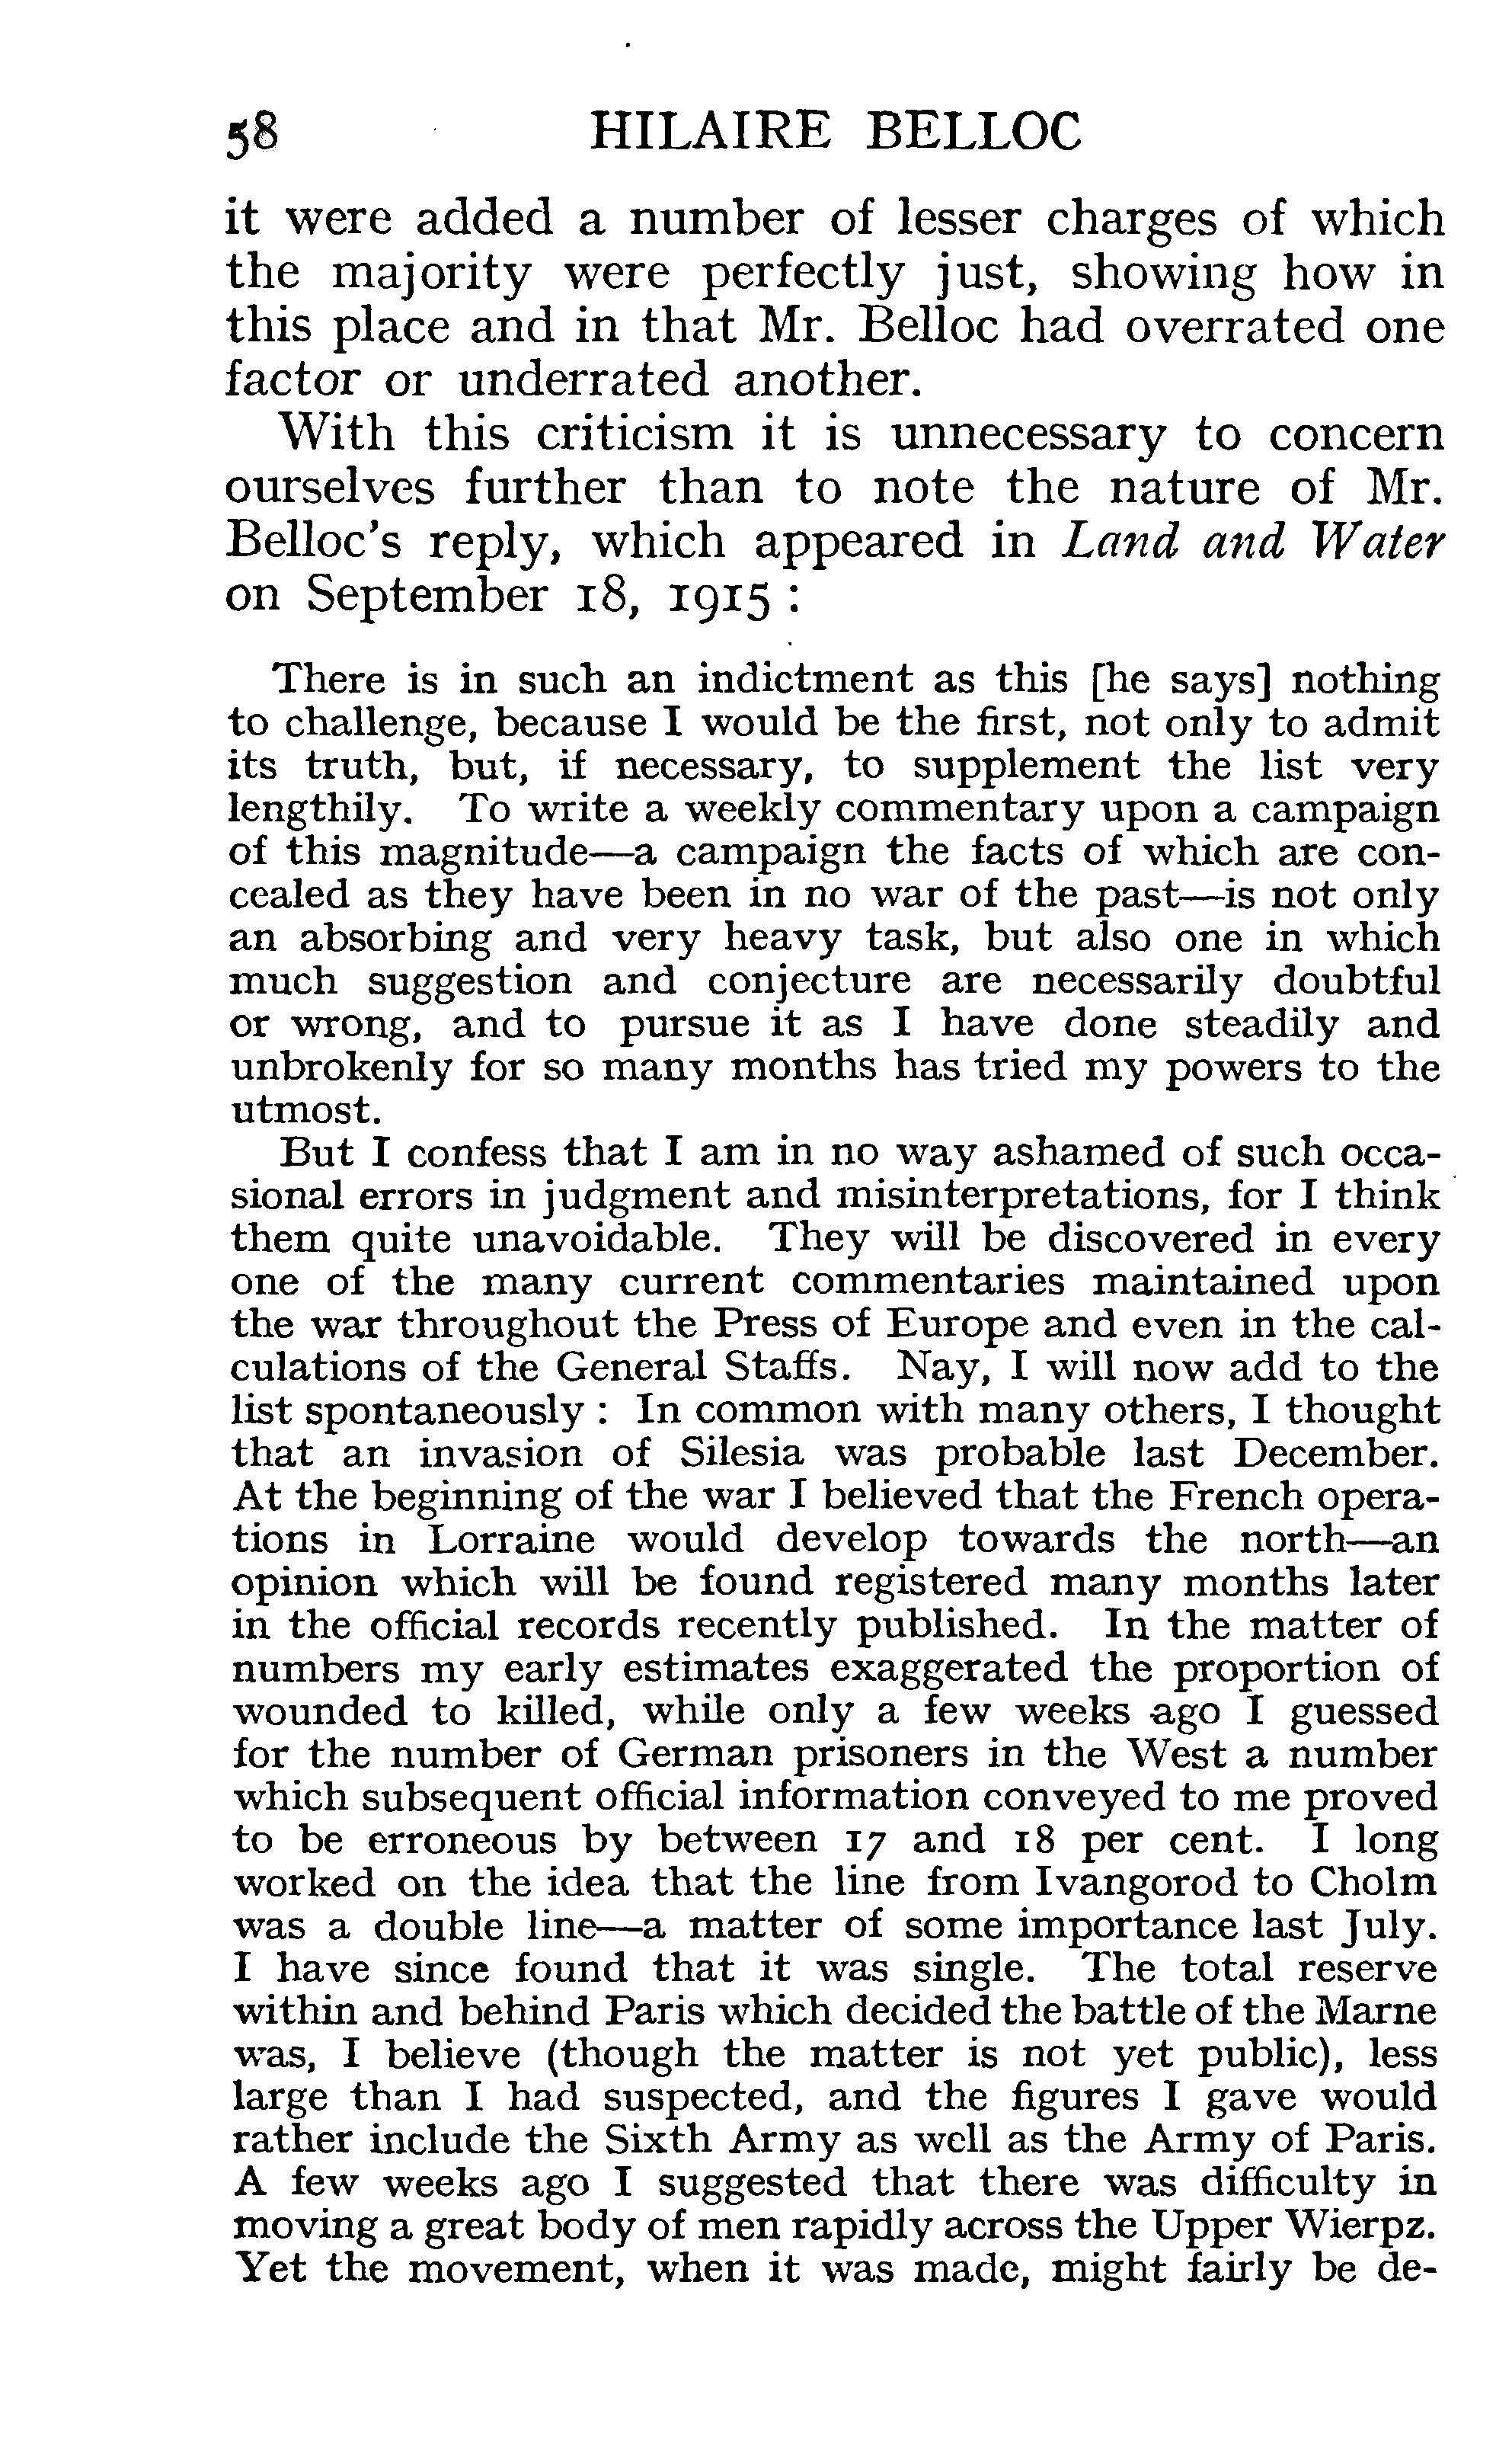 58 HILAIRE BELLOC
it were added a number of lesser charges of which
the majority were perfectly just, showing how in
this place and in that Mr. Belloc had overrated one
factor or underrated another.
With this criticism it is unnecessary to concern
ourselves further than to note the nature of Mr.
Belloc's reply, which appeared in Land and Water
on September 18, 1915 :
There is in such an indictment as this [he says] nothing
to challenge, because I would be the first, not only to admit
its truth, but, if necessary, to supplement the list very
lengthily. To write a weekly commentary upon a campaign
of this magnitude—a campaign the facts of which are con-
cealed as they have been in no war of the past—is not only
an absorbing and very heavy task, but also one in which
much suggestion and conjecture are necessarily doubtful
or wrong, and to pursue it as I have done steadily and
unbrokenly for so many months has tried my powers to the
utmost.
But I confess that I am in no way ashamed of such occa-
sional errors in judgment and misinterpretations, for I think
them quite unavoidable. They will be discovered in every
one of the many current commentaries maintained upon
the war throughout the Press of Europe and even in the cal-
culations of the General Staffs. Nay, I will now add to the
list spontaneously : In common with many others, I thought
that an invasion of Silesia was probable last December.
At the beginning of the war I believed that the French opera-
tions in Lorraine would develop towards the north—an
opinion which will be found registered many months later
in the official records recently published. In the matter of
numbers my early estimates exaggerated the proportion of
wounded to killed, while only a few weeks ago I guessed
for the number of German prisoners in the West a number
which subsequent official information conveyed to me proved
to be erroneous by between 17 and 18 per cent. I long
worked on the idea that the line from Ivangorod to Cholm
was a double line—a matter of some importance last July.
I have since found that it was single. The total reserve
within and behind Paris which decided the battle of the Marne
was, I believe (though the matter is not yet public), less
large than I had suspected, and the figures I gave would
rather include the Sixth Army as well as the Army of Paris.
A few weeks ago I suggested that there was difficulty in
moving a great body of men rapidly across the Upper Wierpz.
Yet the movement, when it was made, might fairly be de-